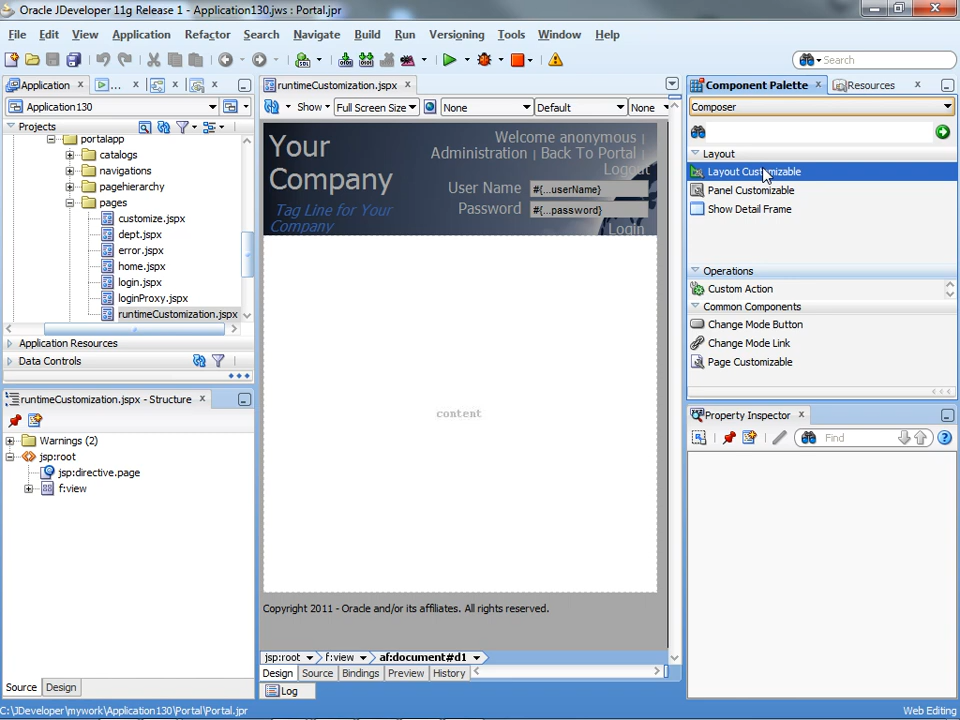 Oracle JDeveloper 11g Release 1 - Application130.jws : Portal.jpr
File Edit View Application Refactor Search Navigate Build Run Versioning Tools Window Help
Search
Application
...
runtimeCustomization.jspx
Component Palette
Resources
Application130
Show
Full Screen Size
None
Default
None
Composer
Projects
portalapp
catalogs
navigations
pagehierarchy
pages
customize.jspx
dept.jspx
error.jspx
home.jspx
login.jspx
loginProxy.jspx
runtimeCustomization.jspx
Application Resources
Data Controls
runtimeCustomization.jspx - Structure
Warnings (2)
jsp:root
jsp:directive.page
f:view
Source Design
Your
Company
Tag Line for Your
Company
Welcome anonymous |
Administration | Back To Portal |
Logout
User Name #{...userName}
Password #{...password}
Login
content
Copyright 2011 - Oracle and/or its affiliates. All rights reserved.
jsp:root f:view af:document#d1
Design Source Bindings Preview History
Log
Layout
Layout Customizable
Panel Customizable
Show Detail Frame
Operations
Custom Action
Common Components
Change Mode Button
Change Mode Link
Page Customizable
Property Inspector
Find
C:\JDeveloper\mywork\Application130\Portal\Portal.jpr
Web Editing